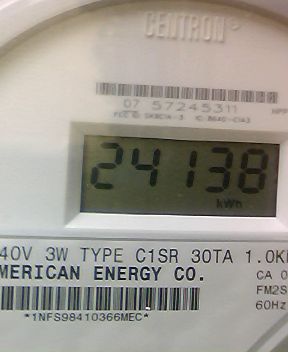 CENTRON®
07 57245311
24138
kWh
40V 3W TYPE C1SR 30TA 1.0K
MERICAN ENERGY CO.
CA 0
FM2S
60Hz
*1NFS98410366MEC*